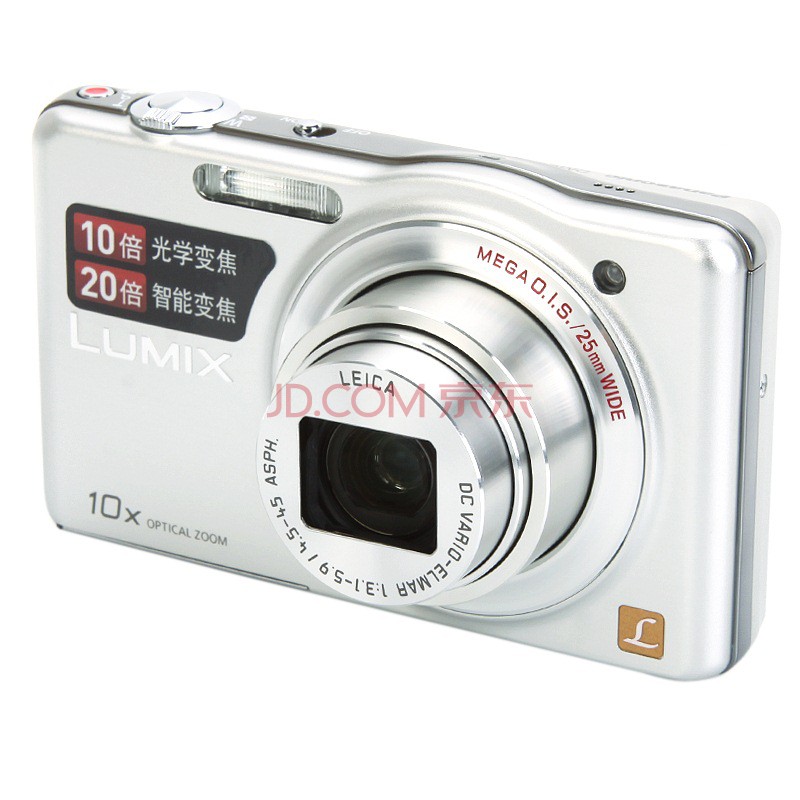 W
ON OFF
10倍 光学变焦
20倍 智能变焦
LUMIX
MEGA O.I.S./25mm WIDE
LEICA
DC VARIO-ELMAR 1:3.1-5.9 / 4.5-45 ASPH.
JD.COM 京东
10x OPTICAL ZOOM
L